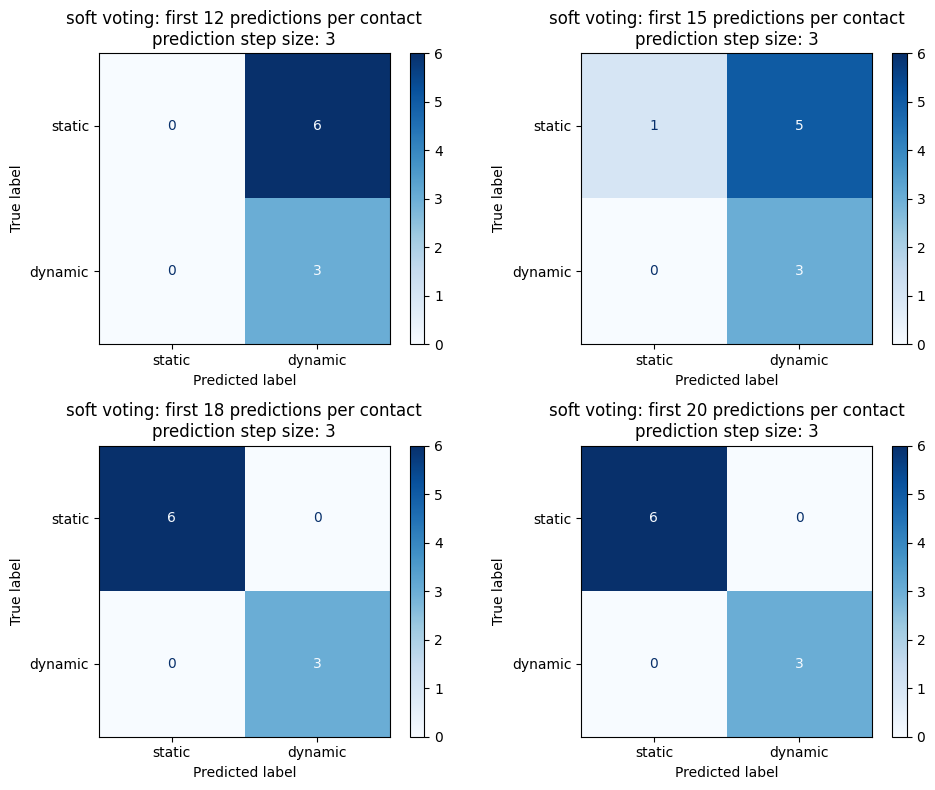 soft voting: first 12 predictions per contact
prediction step size: 3
static
dynamic
True label
0
6
0
3
static
dynamic
Predicted label
6
5
4
3
2
1
0
soft voting: first 15 predictions per contact
prediction step size: 3
static
dynamic
True label
1
5
0
3
static
dynamic
Predicted label
6
5
4
3
2
1
0
soft voting: first 18 predictions per contact
prediction step size: 3
static
dynamic
True label
6
0
0
3
static
dynamic
Predicted label
6
5
4
3
2
1
0
soft voting: first 20 predictions per contact
prediction step size: 3
static
dynamic
True label
6
0
0
3
static
dynamic
Predicted label
6
5
4
3
2
1
0